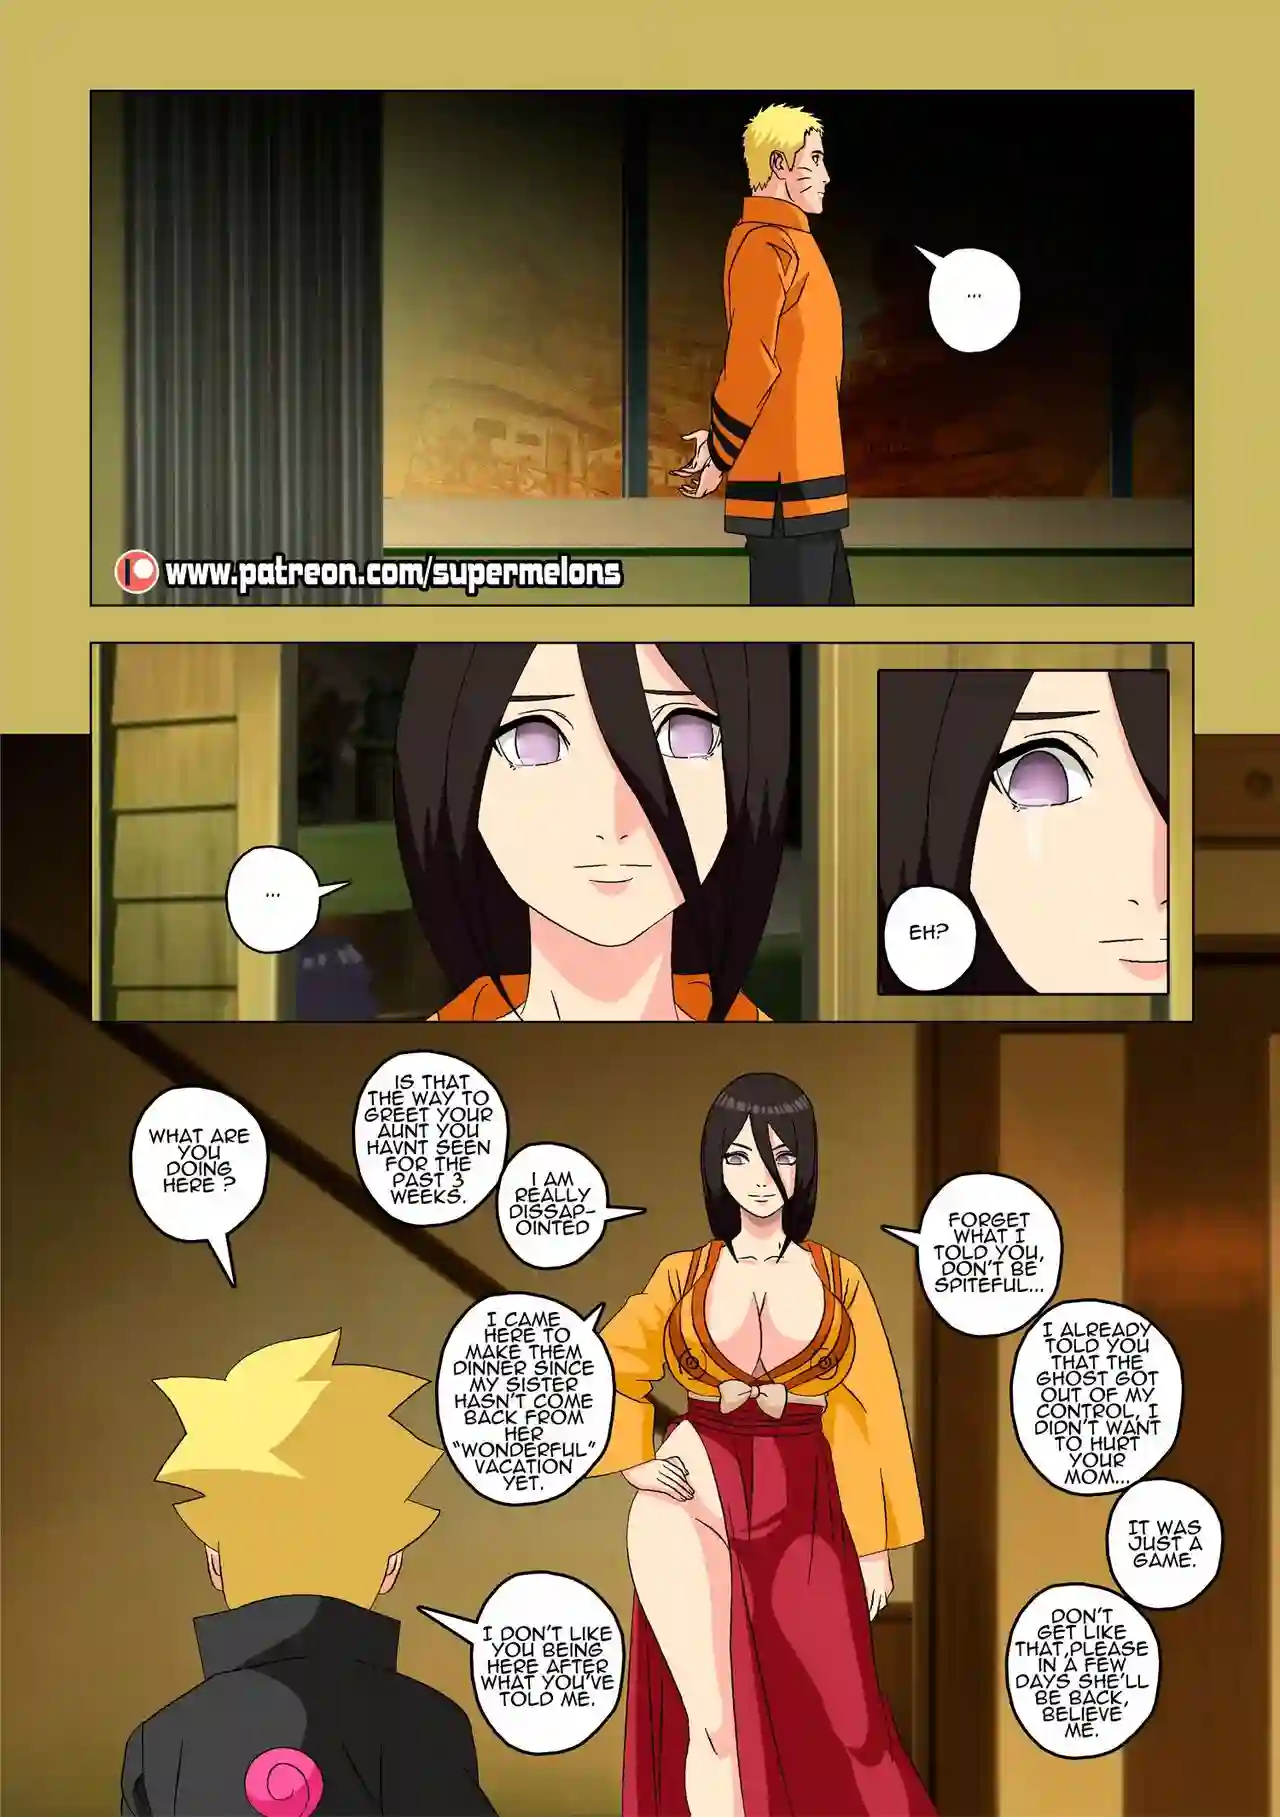 ...
www.patreon.com/supermelons
...
EH?
WHAT ARE
YOU
DOING
HERE ?
IS THAT
THE WAY TO
GREET YOUR
AUNT YOU
HAVNT SEEN
FOR THE
PAST 3
WEEKS.
I AM
REALLY
DISSAP-
OINTED
I CAME
HERE TO
MAKE THEM
DINNER SINCE
MY SISTER
HASN'T COME
BACK FROM
HER
"WONDERFUL"
VACATION
YET.
I DON'T LIKE
YOU BEING
HERE AFTER
WHAT YOU'VE
TOLD ME.
FORGET
WHAT I
TOLD YOU,
DON'T BE
SPITEFUL...
I ALREADY
TOLD YOU
THAT THE
GHOST GOT
OUT OF MY
CONTROL, I
DIDN'T WANT
TO HURT
YOUR
MOM...
IT WAS
JUST A
GAME.
DON'T
GET LIKE
THAT,PLEASE
IN A FEW
DAYS SHE'LL
BE BACK,
BELIEVE
ME.